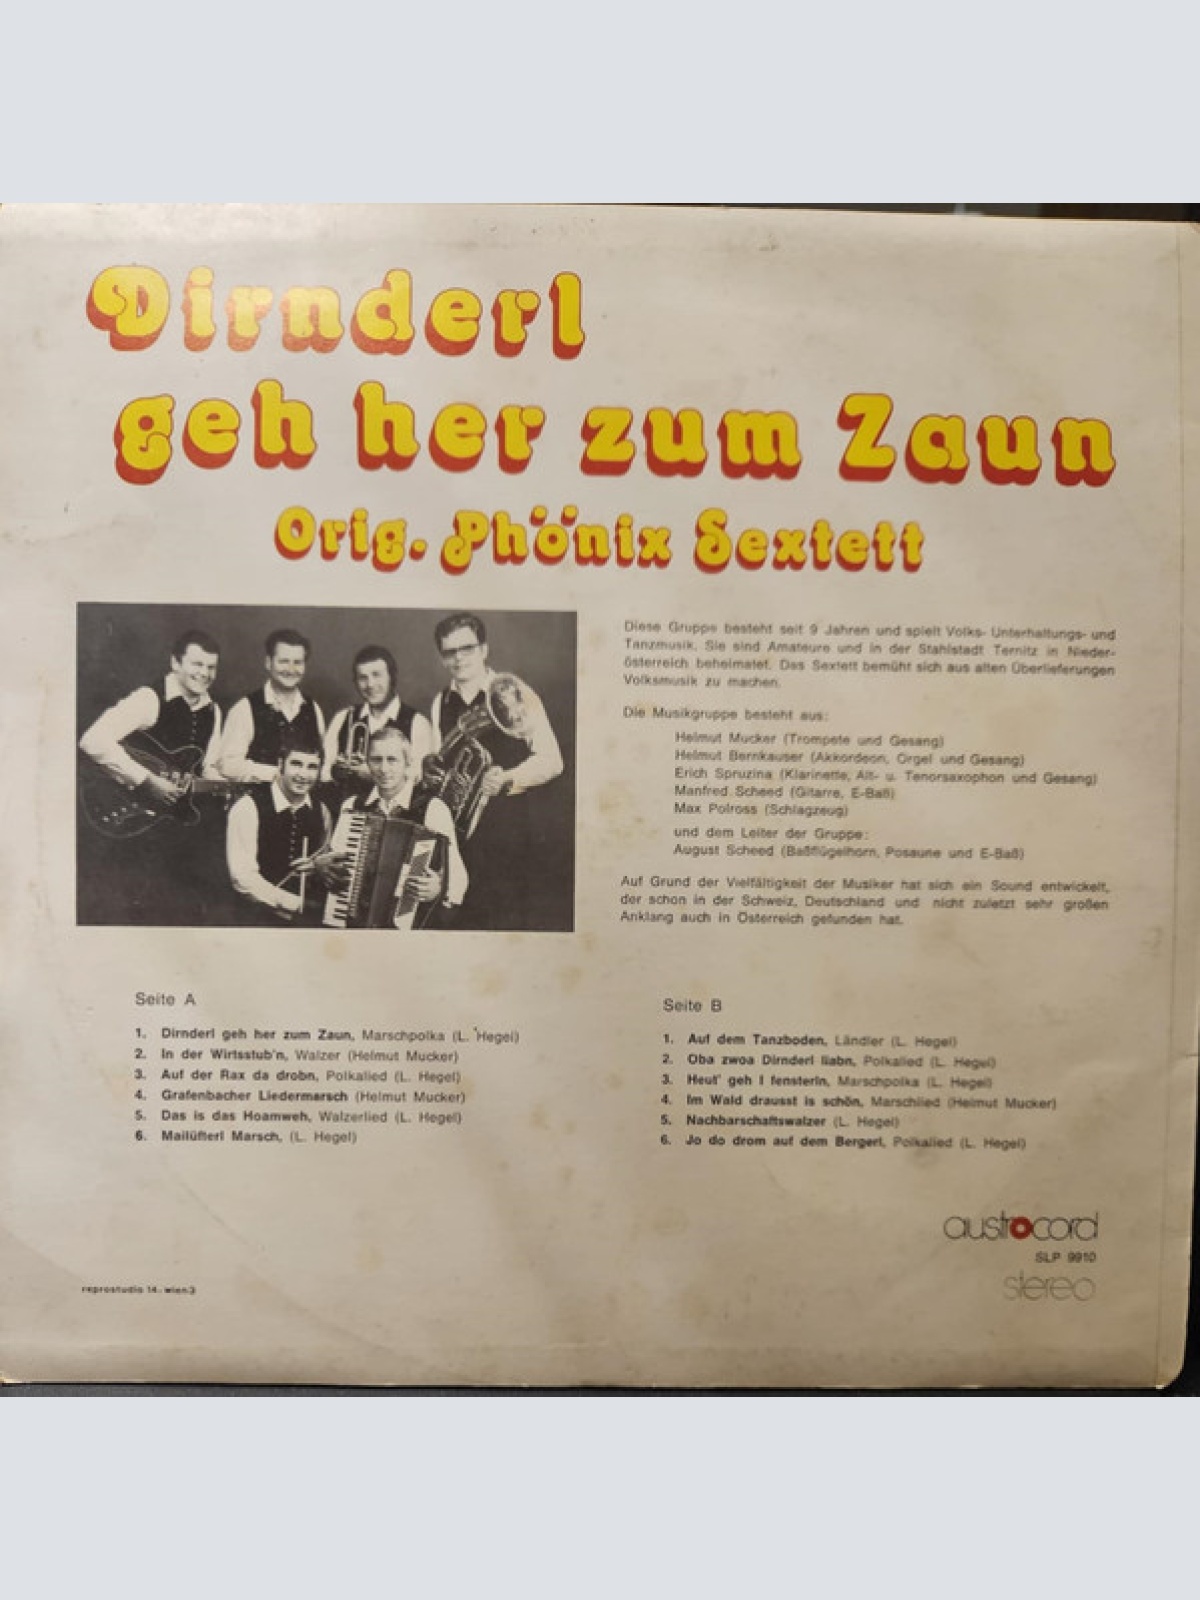 Dirnderl
geh her zum Zaun
Orig. Phönix Sextett
Diese Gruppe besteht seit 9 Jahren und spielt Volks- Unterhaltungs- und
Tanzmusik. Sie sind Amateure und in der Stahlstadt Ternitz in Nieder-
österreich beheimatet. Das Sextett bemüht sich aus alten Überlieferungen
Volksmusik zu machen.
Die Musikgruppe besteht aus:
Helmut Mucker (Trompete und Gesang)
Helmut Bernkauser (Akkordeon, Orgel und Gesang)
Erich Spruzina (Klarinette, Alt- u. Tenorsaxophon und Gesang)
Manfred Scheed (Gitarre, E-Baß)
Max Polross (Schlagzeug)
und dem Leiter der Gruppe:
August Scheed (Baßflügelhorn, Posaune und E-Baß)
Auf Grund der Vielfältigkeit der Musiker hat sich ein Sound entwickelt,
der schon in der Schweiz, Deutschland und nicht zuletzt sehr großen
Anklang auch in Österreich gefunden hat.
Seite A
1. Dirnderl geh her zum Zaun, Marschpolka (L. Hegel)
2. In der Wirtsstub'n, Walzer (Helmut Mucker)
3. Auf der Rax da drobn, Polkalied (L. Hegel)
4. Grafenbacher Liedermarsch (Helmut Mucker)
5. Das is das Hoamweh, Walzerlied (L. Hegel)
6. Mailüfterl Marsch, (L. Hegel)
Seite B
1. Auf dem Tanzboden, Ländler (L. Hegel)
2. Oba zwoa Dirnderl liabn, Polkalied (L. Hegel)
3. Heut' geh I fensterln, Marschpolka (L. Hegel)
4. Im Wald drausst is schön, Marschlied (Helmut Mucker)
5. Nachbarschaftswalzer (L. Hegel)
6. Jo do drom auf dem Bergerl, Polkalied (L. Hegel)
austrocord
SLP 9910
stereo
reprostudio 14. wien3